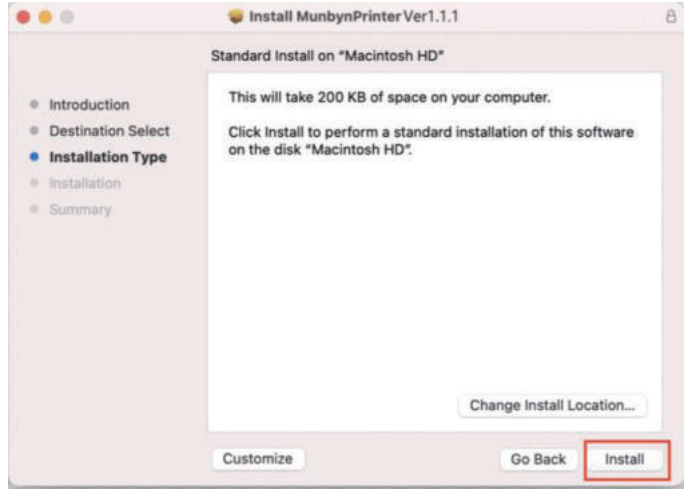 Install MunbynPrinter Ver1.1.1
Standard Install on "Macintosh HD"
Introduction
Destination Select
Installation Type
Installation
Summary
This will take 200 KB of space on your computer.
Click Install to perform a standard installation of this software
on the disk "Macintosh HD".
Change Install Location...
Customize
Go Back
Install